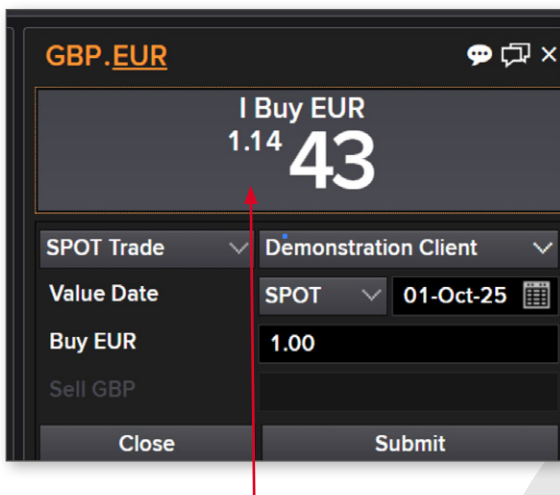 GBP.EUR
I Buy EUR
1.14 43
SPOT Trade Demonstration Client
Value Date SPOT 01-Oct-25
Buy EUR 1.00
Sell GBP
Close Submit